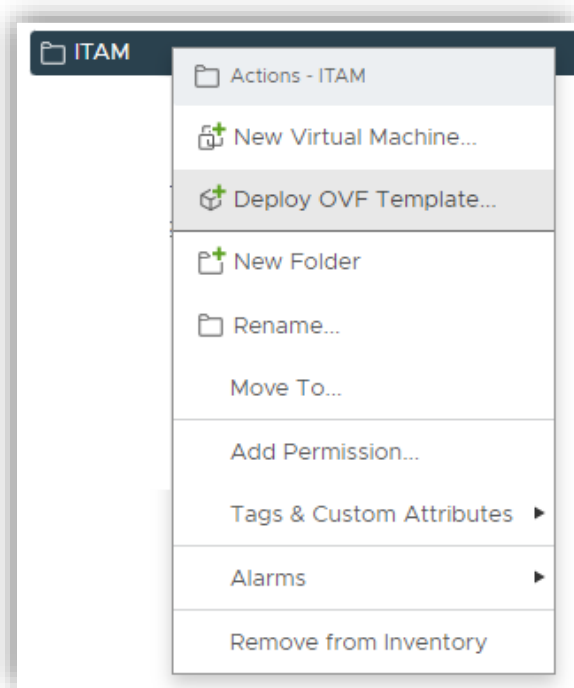 ITAM
Actions - ITAM
New Virtual Machine...
Deploy OVF Template...
New Folder
Rename...
Move To...
Add Permission...
Tags & Custom Attributes
Alarms
Remove from Inventory